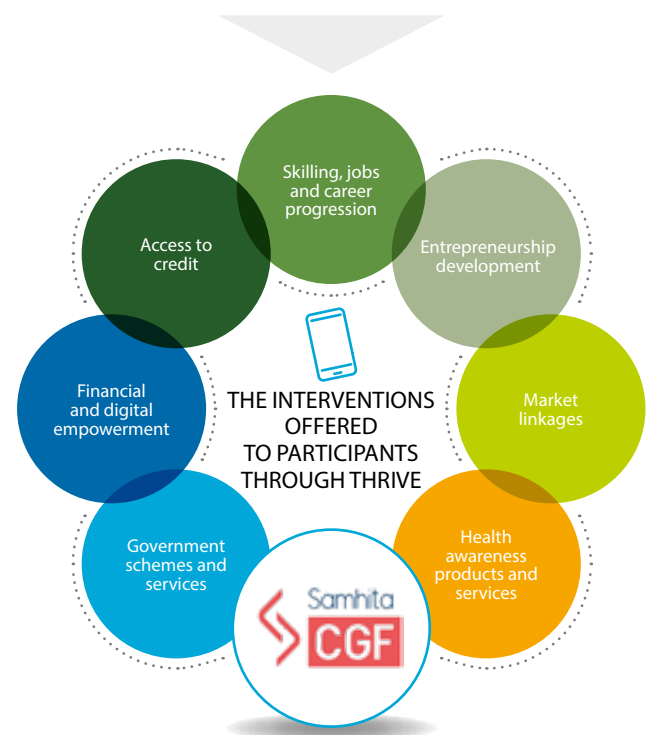 Skilling, jobs
and career
progression
Access to
credit
Entrepreneurship
development
Financial
and digital
empowerment
THE INTERVENTIONS
OFFERED
TO PARTICIPANTS
THROUGH THRIVE
Market
linkages
Government
schemes and
services
Health
awareness
products and
services
Samhita
CGF